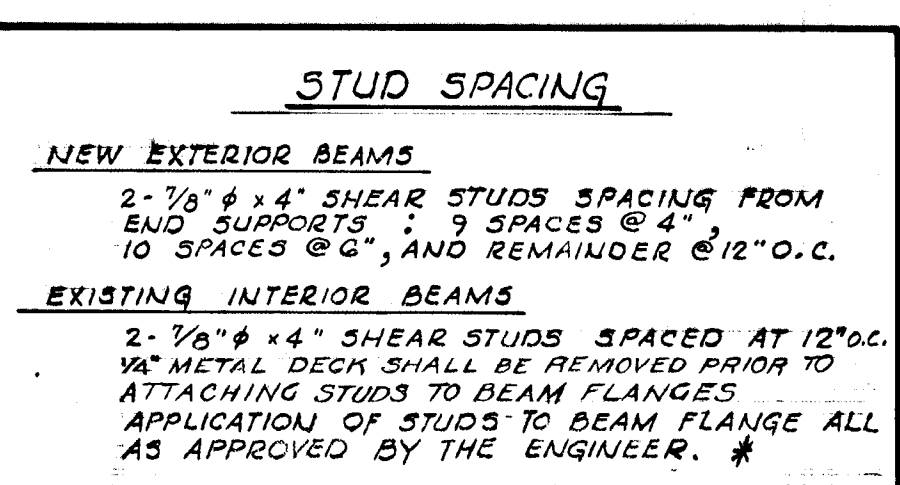 STUD SPACING
NEW EXTERIOR BEAMS
2- 7/8" φ x 4" SHEAR STUDS SPACING FROM
END SUPPORTS : 9 SPACES @ 4",
10 SPACES @ 6", AND REMAINDER @ 12" O.C.
EXISTING INTERIOR BEAMS
2- 7/8" φ x 4" SHEAR STUDS SPACED AT 12" O.C.
1/4" METAL DECK SHALL BE REMOVED PRIOR TO
ATTACHING STUDS TO BEAM FLANGES
APPLICATION OF STUDS TO BEAM FLANGE ALL
AS APPROVED BY THE ENGINEER. *